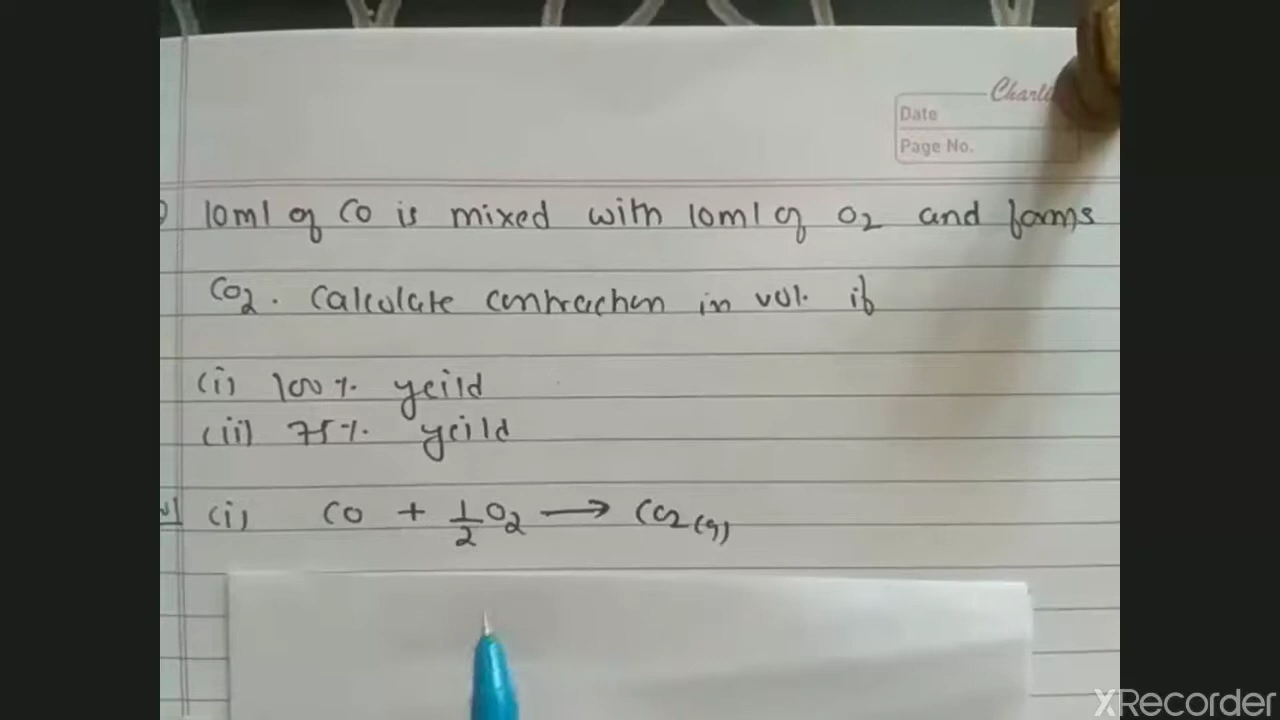 Charli
Date
Page No.
10ml of CO is mixed with 10ml of O2 and forms
CO2. Calculate contraction in vol. if
(i) 100% yeild
(ii) 75% yeild
(i) CO + 1/2 O2 → CO2(g)
XRecorder